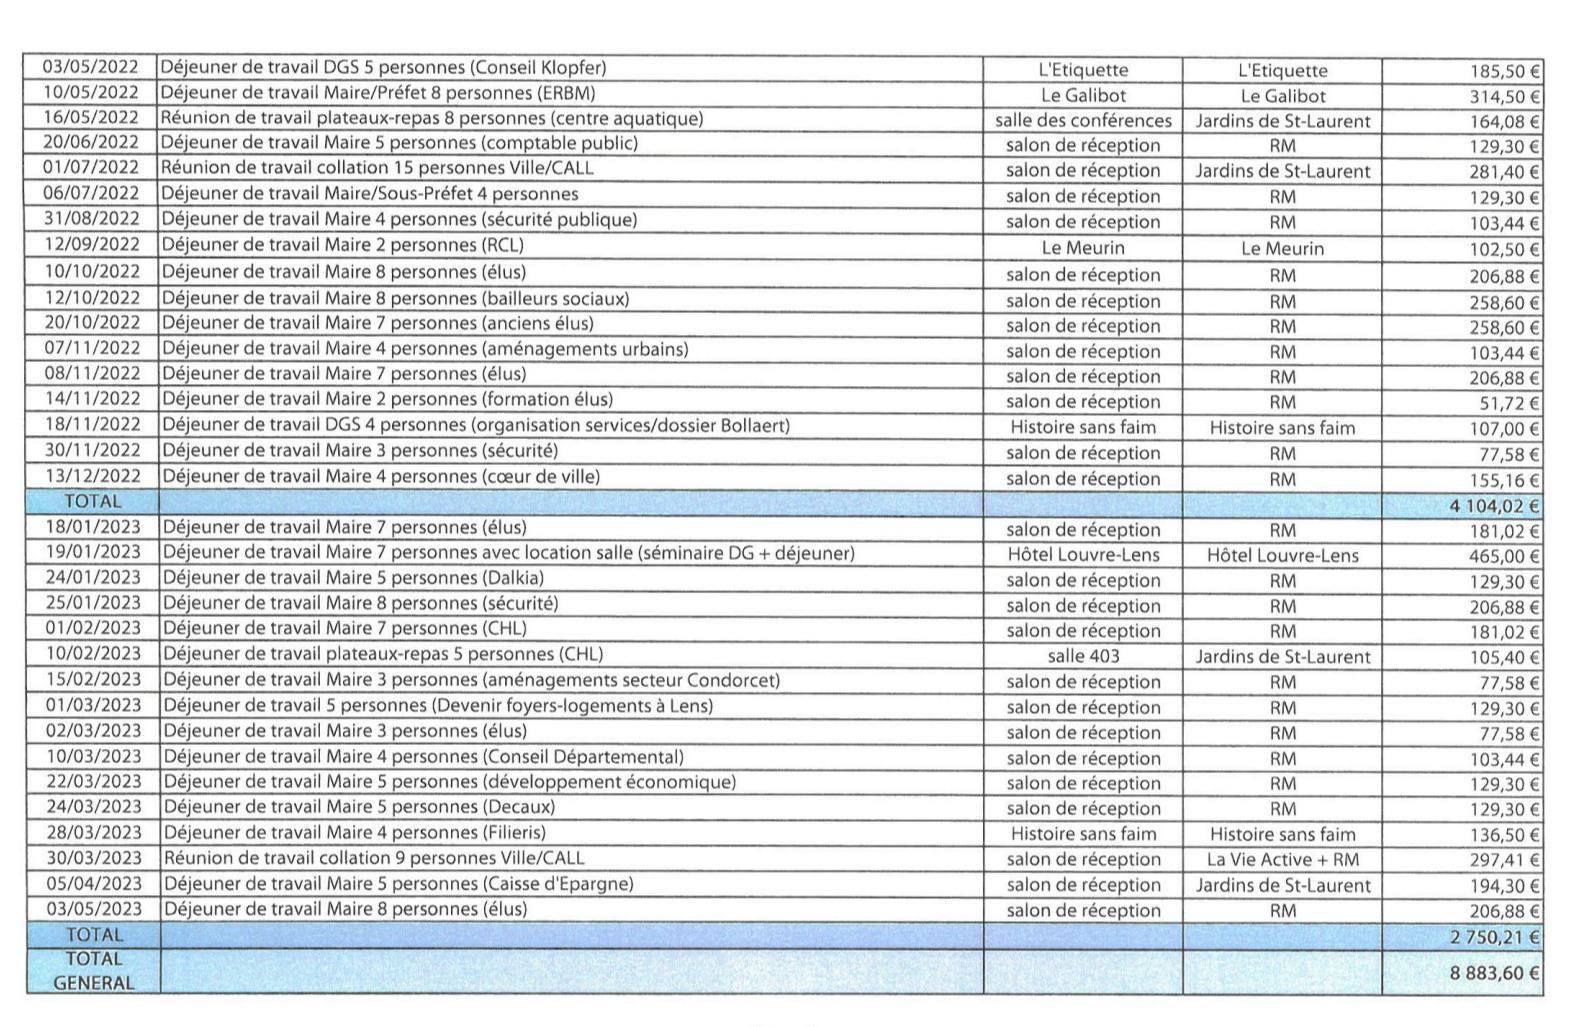 03/05/2022 Déjeuner de travail DGS 5 personnes (Conseil Klopfer) L'Etiquette L'Etiquette 185,50 €
10/05/2022 Déjeuner de travail Maire/Préfet 8 personnes (ERBM) Le Galibot Le Galibot 314,50 €
16/05/2022 Réunion de travail plateaux-repas 8 personnes (centre aquatique) salle des conférences Jardins de St-Laurent 164,08 €
20/06/2022 Déjeuner de travail Maire 5 personnes (comptable public) salon de réception RM 129,30 €
01/07/2022 Réunion de travail collation 15 personnes Ville/CALL salon de réception Jardins de St-Laurent 281,40 €
06/07/2022 Déjeuner de travail Maire/Sous-Préfet 4 personnes salon de réception RM 129,30 €
31/08/2022 Déjeuner de travail Maire 4 personnes (sécurité publique) salon de réception RM 103,44 €
12/09/2022 Déjeuner de travail Maire 2 personnes (RCL) Le Meurin Le Meurin 102,50 €
10/10/2022 Déjeuner de travail Maire 8 personnes (élus) salon de réception RM 206,88 €
12/10/2022 Déjeuner de travail Maire 8 personnes (bailleurs sociaux) salon de réception RM 258,60 €
20/10/2022 Déjeuner de travail Maire 7 personnes (anciens élus) salon de réception RM 258,60 €
07/11/2022 Déjeuner de travail Maire 4 personnes (aménagements urbains) salon de réception RM 103,44 €
08/11/2022 Déjeuner de travail Maire 7 personnes (élus) salon de réception RM 206,88 €
14/11/2022 Déjeuner de travail Maire 2 personnes (formation élus) salon de réception RM 51,72 €
18/11/2022 Déjeuner de travail DGS 4 personnes (organisation services/dossier Bollaert) Histoire sans faim Histoire sans faim 107,00 €
30/11/2022 Déjeuner de travail Maire 3 personnes (sécurité) salon de réception RM 77,58 €
13/12/2022 Déjeuner de travail Maire 4 personnes (cœur de ville) salon de réception RM 155,16 €
TOTAL 4 104,02 €
18/01/2023 Déjeuner de travail Maire 7 personnes (élus) salon de réception RM 181,02 €
19/01/2023 Déjeuner de travail Maire 7 personnes avec location salle (séminaire DG + déjeuner) Hôtel Louvre-Lens Hôtel Louvre-Lens 465,00 €
24/01/2023 Déjeuner de travail Maire 5 personnes (Dalkia) salon de réception RM 129,30 €
25/01/2023 Déjeuner de travail Maire 8 personnes (sécurité) salon de réception RM 206,88 €
01/02/2023 Déjeuner de travail Maire 7 personnes (CHL) salon de réception RM 181,02 €
10/02/2023 Déjeuner de travail plateaux-repas 5 personnes (CHL) salle 403 Jardins de St-Laurent 105,40 €
15/02/2023 Déjeuner de travail Maire 3 personnes (aménagements secteur Condorcet) salon de réception RM 77,58 €
01/03/2023 Déjeuner de travail 5 personnes (Devenir foyers-logements à Lens) salon de réception RM 129,30 €
02/03/2023 Déjeuner de travail Maire 3 personnes (élus) salon de réception RM 77,58 €
10/03/2023 Déjeuner de travail Maire 4 personnes (Conseil Départemental) salon de réception RM 103,44 €
22/03/2023 Déjeuner de travail Maire 5 personnes (développement économique) salon de réception RM 129,30 €
24/03/2023 Déjeuner de travail Maire 5 personnes (Decaux) salon de réception RM 129,30 €
28/03/2023 Déjeuner de travail Maire 4 personnes (Filieris) Histoire sans faim Histoire sans faim 136,50 €
30/03/2023 Réunion de travail collation 9 personnes Ville/CALL salon de réception La Vie Active + RM 297,41 €
05/04/2023 Déjeuner de travail Maire 5 personnes (Caisse d'Epargne) salon de réception Jardins de St-Laurent 194,30 €
03/05/2023 Déjeuner de travail Maire 8 personnes (élus) salon de réception RM 206,88 €
TOTAL 2 750,21 €
TOTAL
GENERAL 8 883,60 €